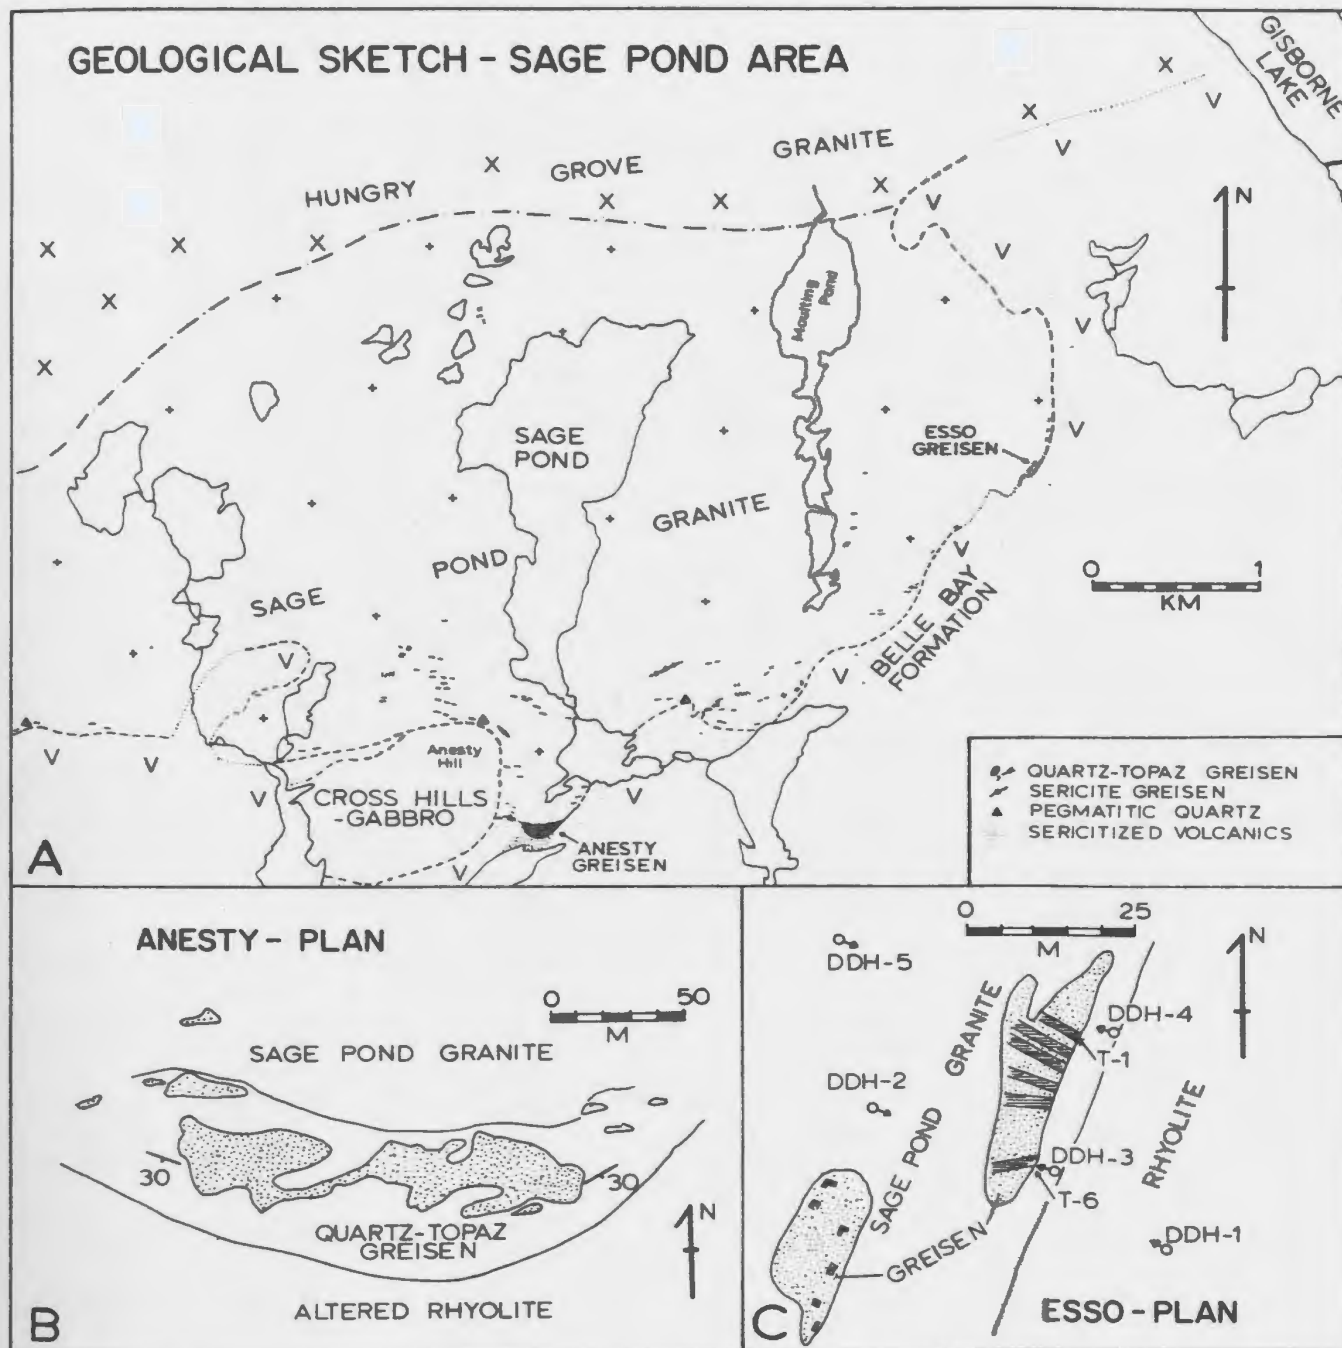 GEOLOGICAL SKETCH - SAGE POND AREA
GISBORNE
LAKE
HUNGRY GROVE GRANITE
N
Moulting
Pond
SAGE
POND
ESSO
GREISEN
SAGE POND GRANITE
0 1
KM
BELLE BAY
FORMATION
Anesty
Hill
CROSS HILLS
-GABBRO
ANESTY
GREISEN
QUARTZ-TOPAZ GREISEN
SERICITE GREISEN
PEGMATITIC QUARTZ
SERICITIZED VOLCANICS
A
ANESTY - PLAN
0 50
M
SAGE POND GRANITE
30
30
QUARTZ-TOPAZ
GREISEN
N
ALTERED RHYOLITE
B
0 25
M
N
DDH-5
DDH-4
T-1
DDH-2
SAGE POND GRANITE
RHYOLITE
DDH-3
T-6
DDH-1
GREISEN
C
ESSO - PLAN